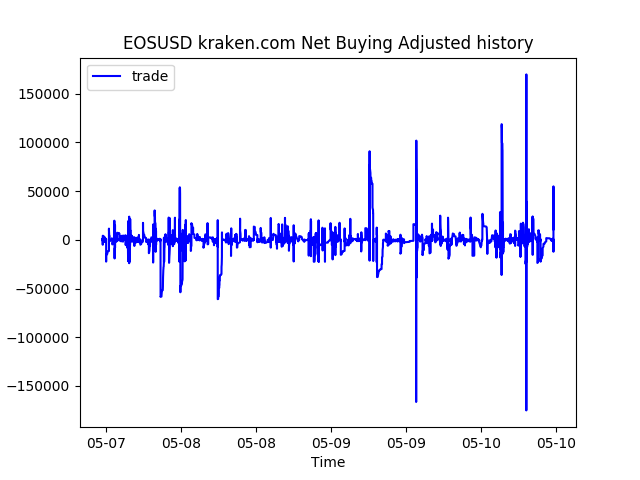 EOSUSD kraken.com Net Buying Adjusted history
trade
150000
100000
50000
0
−50000
−100000
−150000
05-07 05-08 05-08 05-09 05-09 05-10 05-10
Time